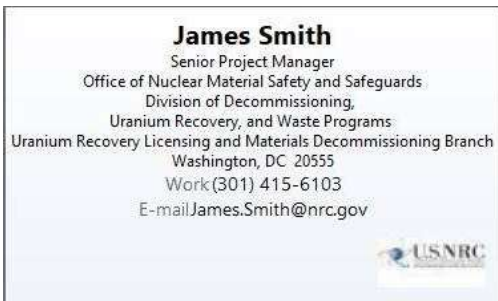 James Smith
Senior Project Manager
Office of Nuclear Material Safety and Safeguards
Division of Decommissioning,
Uranium Recovery, and Waste Programs
Uranium Recovery Licensing and Materials Decommissioning Branch
Washington, DC 20555
Work (301) 415-6103
E-mail James.Smith@nrc.gov
USNRC